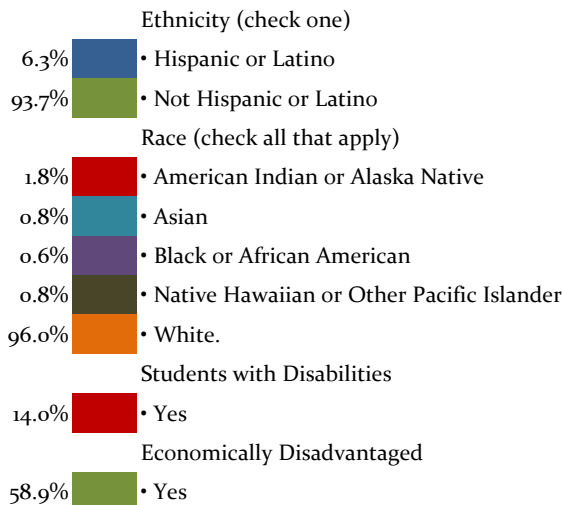 Ethnicity (check one)
6.3% • Hispanic or Latino
93.7% • Not Hispanic or Latino
Race (check all that apply)
1.8% • American Indian or Alaska Native
0.8% • Asian
0.6% • Black or African American
0.8% • Native Hawaiian or Other Pacific Islander
96.0% • White.
Students with Disabilities
14.0% • Yes
Economically Disadvantaged
58.9% • Yes